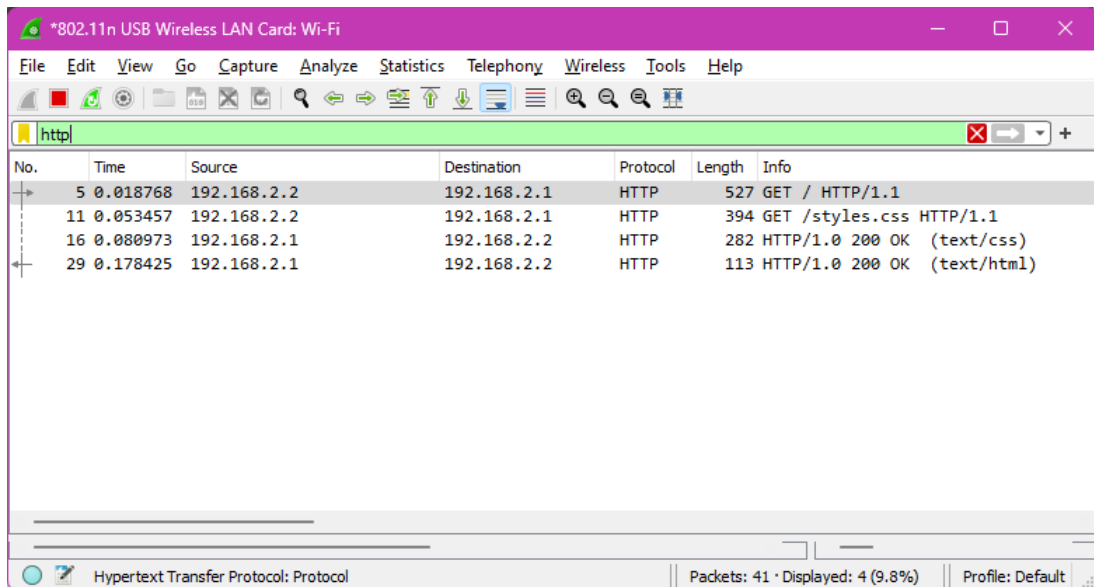 *802.11n USB Wireless LAN Card: Wi-Fi
File Edit View Go Capture Analyze Statistics Telephony Wireless Tools Help
http
No. Time Source Destination Protocol Length Info
5 0.018768 192.168.2.2 192.168.2.1 HTTP 527 GET / HTTP/1.1
11 0.053457 192.168.2.2 192.168.2.1 HTTP 394 GET /styles.css HTTP/1.1
16 0.080973 192.168.2.1 192.168.2.2 HTTP 282 HTTP/1.0 200 OK (text/css)
29 0.178425 192.168.2.1 192.168.2.2 HTTP 113 HTTP/1.0 200 OK (text/html)
Hypertext Transfer Protocol: Protocol Packets: 41 · Displayed: 4 (9.8%) Profile: Default